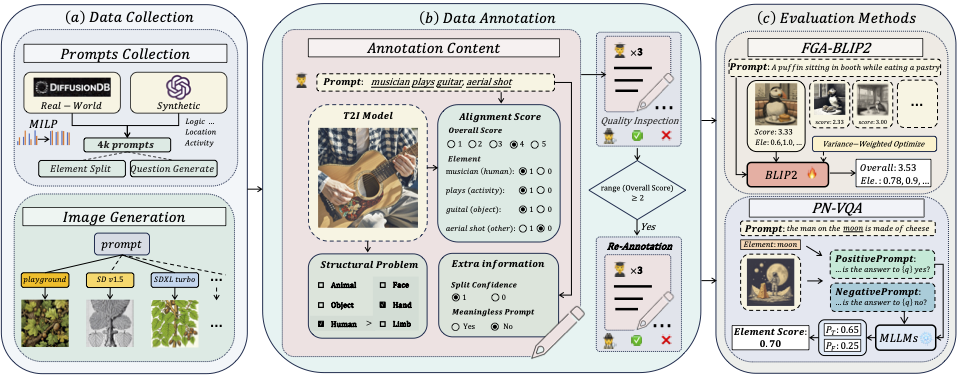 (a) Data Collection
Prompts Collection
DIFFUSIONDB
Real-World
Synthetic
MILP
Logic ...
Location
Activity
4k prompts
Element Split
Question Generate
Image Generation
prompt
playground
SD v1.5
SDXL turbo
...
...
(b) Data Annotation
Annotation Content
Prompt: musician plays guitar, aerial shot
T2I Model
Alignment Score
Overall Score
1 2 3 4 5
Element
musician (human): 1 0
plays (activity): 1 0
guital (object): 1 0
aerial shot (other): 1 0
Structural Problem
Animal Face
Object Hand
Human > Limb
Extra information
Split Confidence
1 0
Meaningless Prompt
Yes No
×3
...
Quality Inspection
range (Overall Score)
≥ 2
Yes
Re-Annotation
×3
...
(c) Evaluation Methods
FGA-BLIP2
Prompt: A puffin sitting in booth while eating a pastry
Score: 3.33
Ele: 0.6,1.0, ...
score: 2.33
score: 3.00
...
Variance-Weighted Optimize
BLIP2
Overall: 3.53
Ele.: 0.78, 0.9, ...
PN-VQA
Prompt: the man on the moon is made of cheese
Element: moon
PositivePrompt:
... is the answer to {q} yes?
NegativePrompt:
... is the answer to {q} no?
MLLMs
P_T: 0.65
P_F: 0.25
Element Score:
0.70